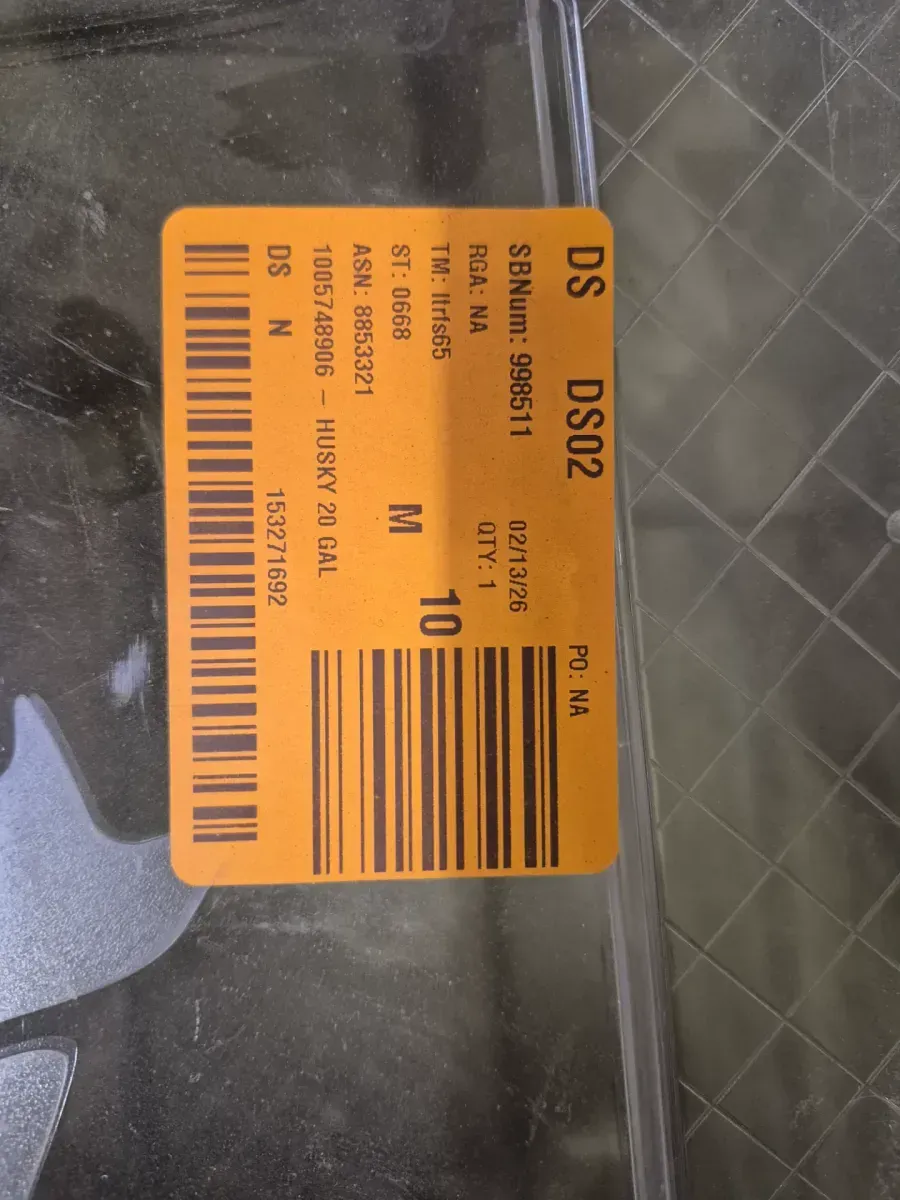 DS DS02
PO: NA
SBNum: 998511 02/13/26
RGA: NA QTY: 1
TM: ltrfs65 10
ST: 0668 M
ASN: 8853321
1005748906 – HUSKY 20 GAL
DS N 153271692